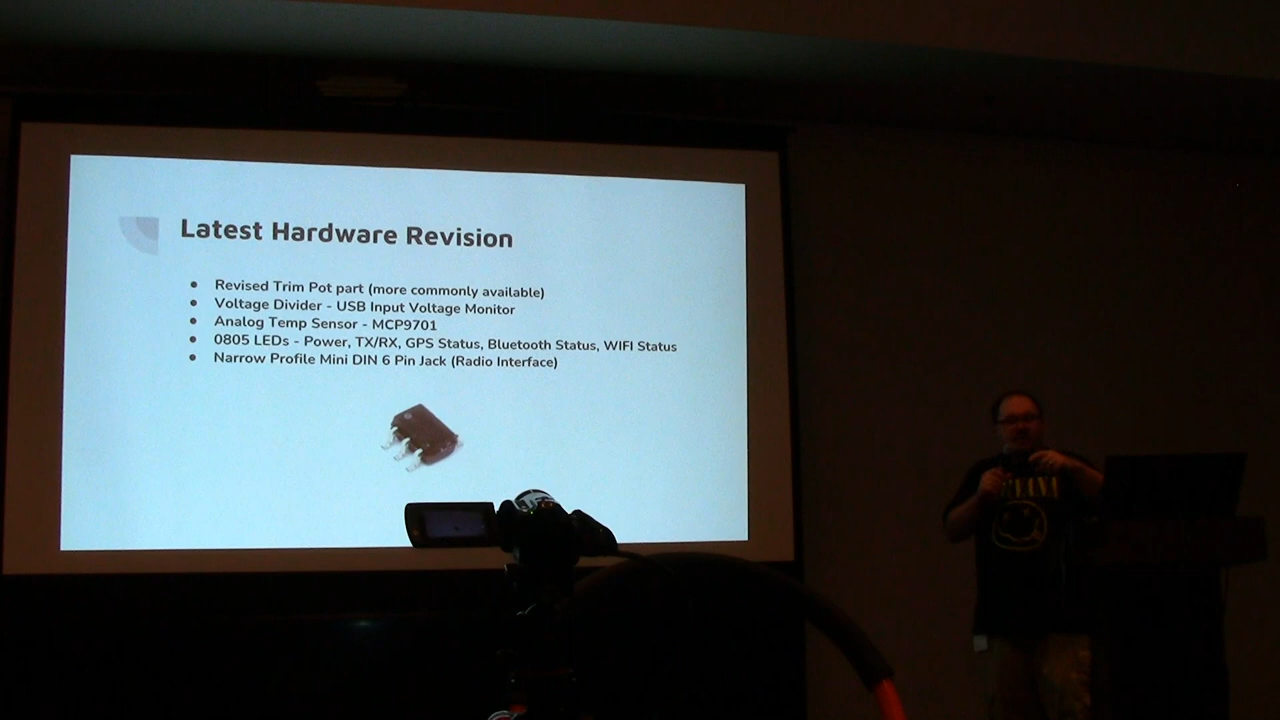 Latest Hardware Revision
Revised Trim Pot part (more commonly available)
Voltage Divider - USB Input Voltage Monitor
Analog Temp Sensor - MCP9701
0805 LEDs - Power, TX/RX, GPS Status, Bluetooth Status, WIFI Status
Narrow Profile Mini DIN 6 Pin Jack (Radio Interface)